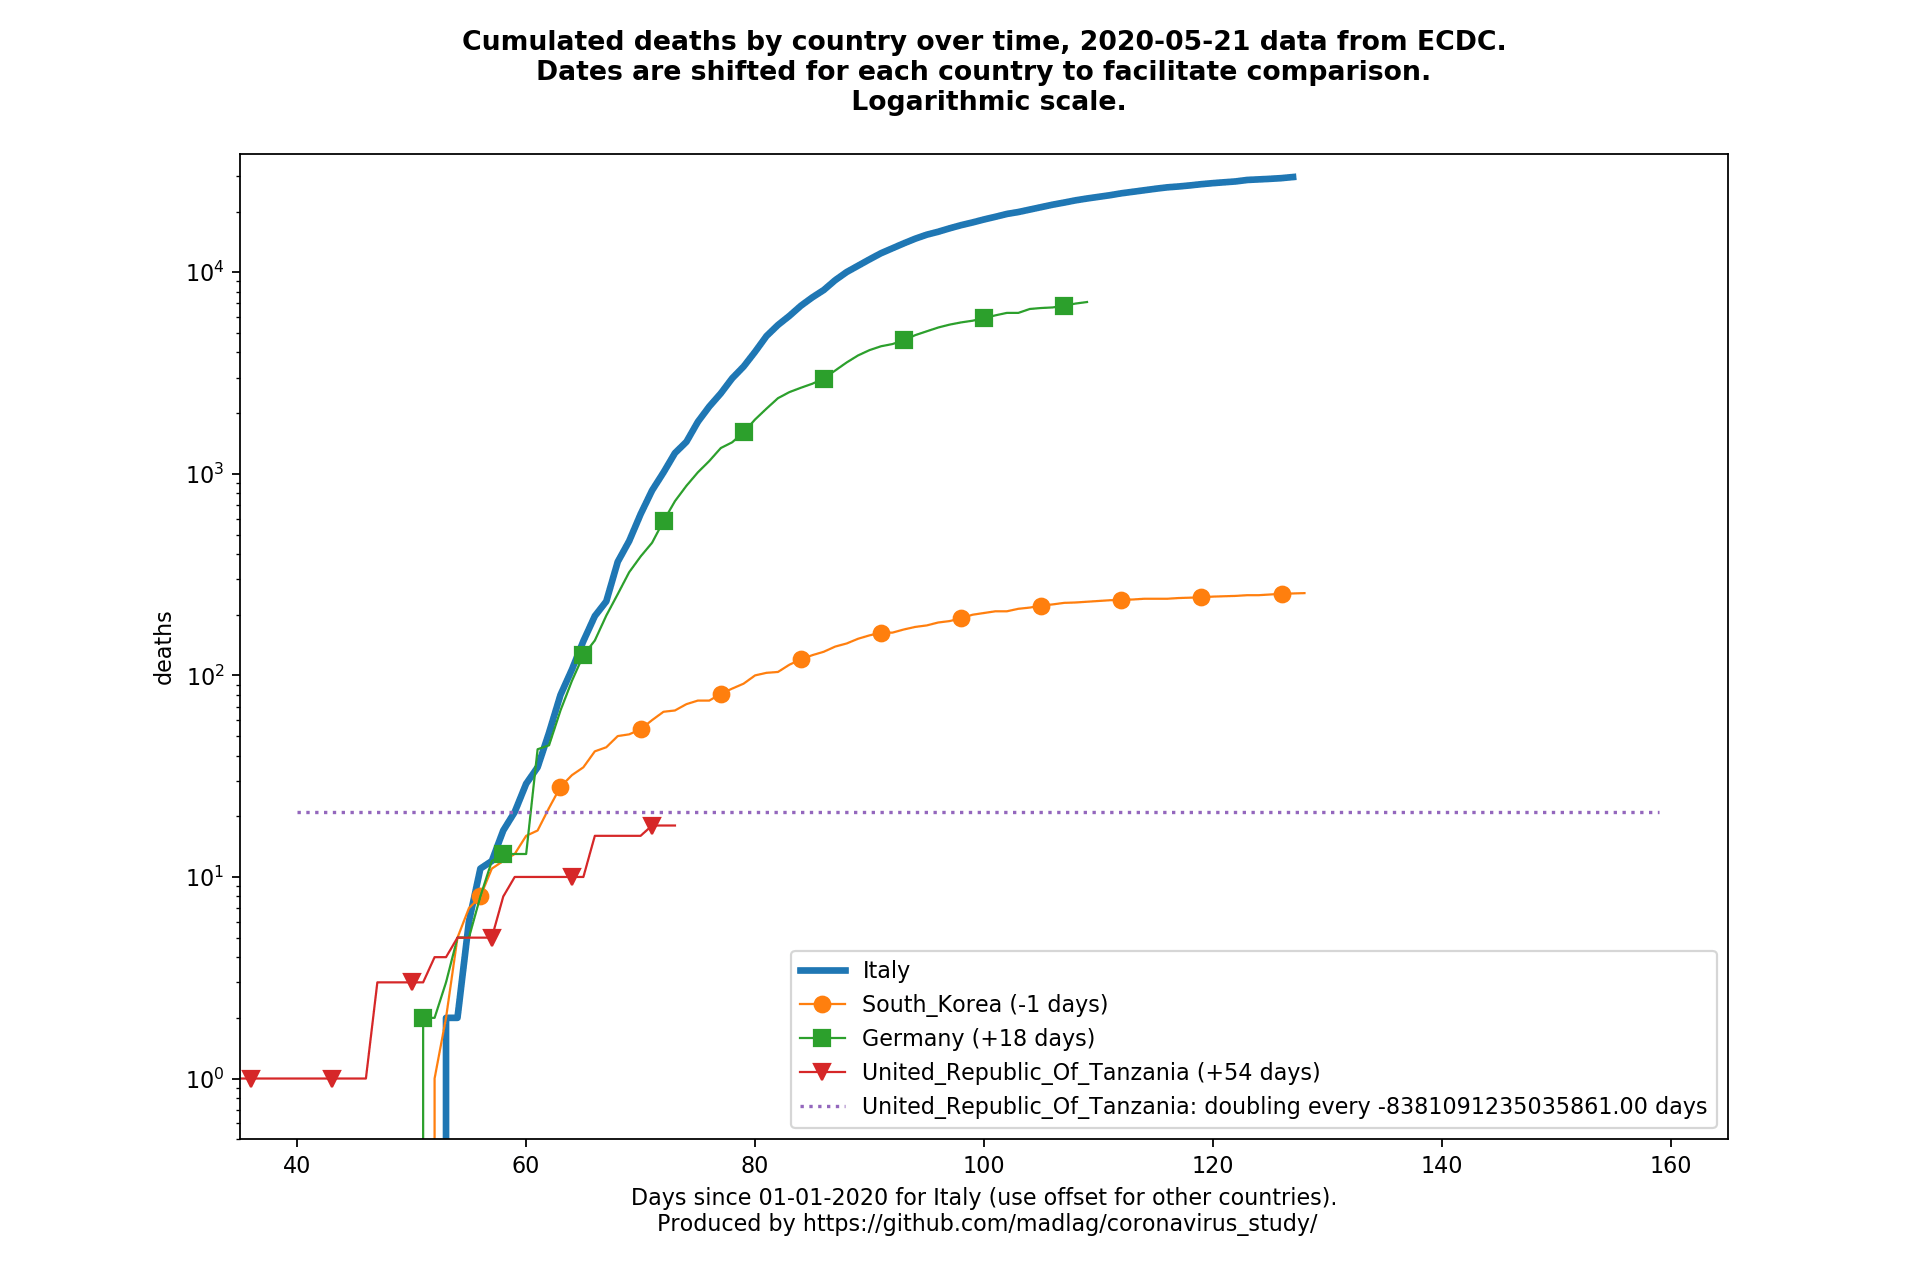 Cumulated deaths by country over time, 2020-05-21 data from ECDC.
Dates are shifted for each country to facilitate comparison.
Logarithmic scale.
deaths
10⁴
10³
10²
10¹
10⁰
Italy
South_Korea (-1 days)
Germany (+18 days)
United_Republic_Of_Tanzania (+54 days)
United_Republic_Of_Tanzania: doubling every -8381091235035861.00 days
40 60 80 100 120 140 160
Days since 01-01-2020 for Italy (use offset for other countries).
Produced by https://github.com/madlag/coronavirus_study/